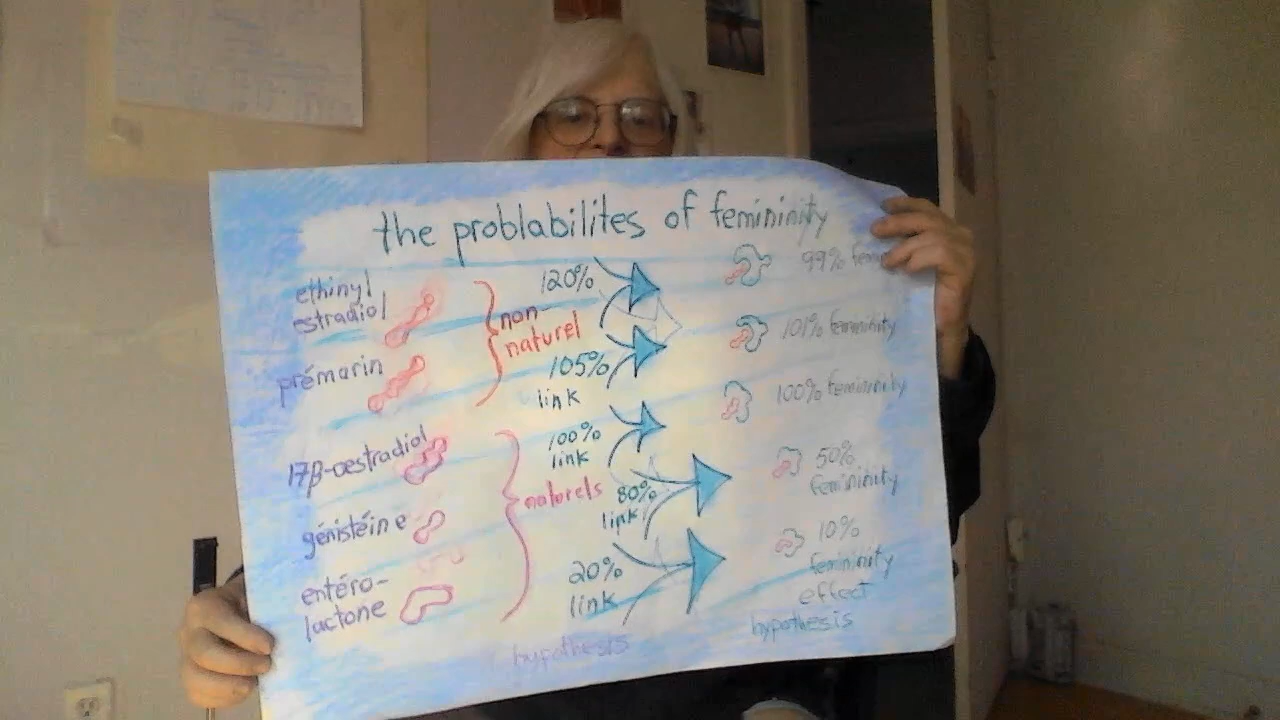 the problabilites of femininity
ethinyl
estradiol
120%
99% femi
non-
naturel
101% femininity
prémarin
105%
link
100% femininity
17β-oestradiol
100%
link
naturels
80%
link
50%
femininity
génistéine
10%
femininity
effect
hypothesis
entéro-
lactone
20%
link
hypothesis